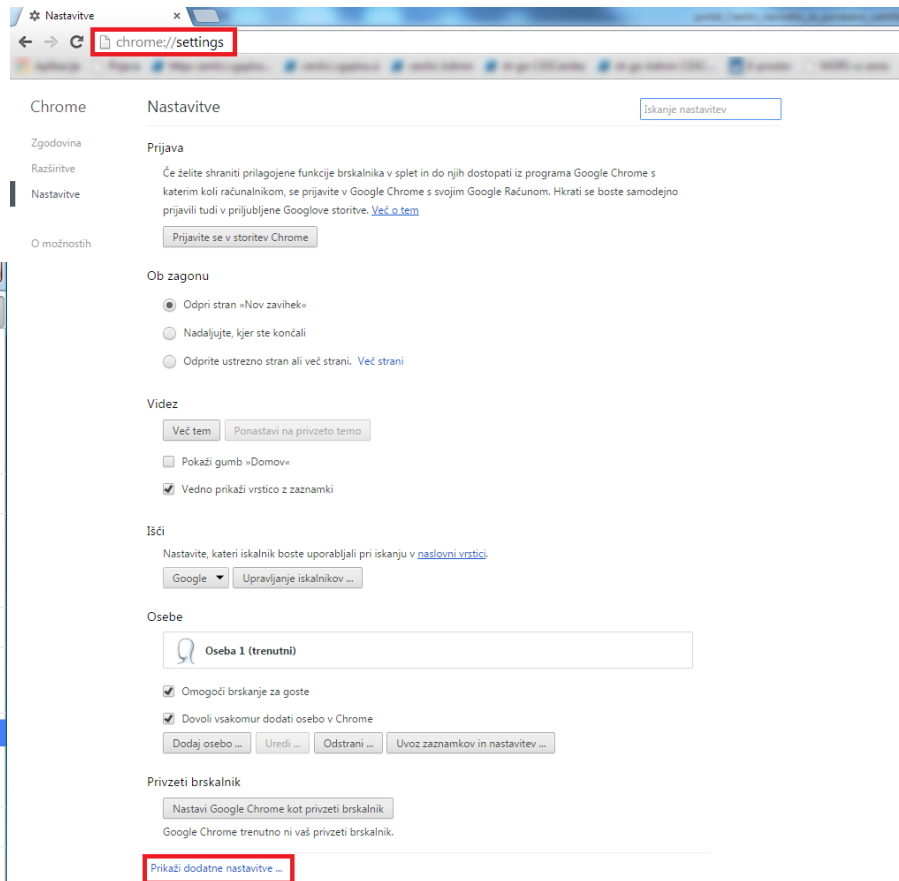 Nastavitve
chrome://settings
Chrome
Nastavitve
Iskanje nastavitev
Zgodovina
Razširitve
Nastavitve
O možnostih
Prijava
Če želite shraniti prilagojene funkcije brskalnika v splet in do njih dostopati iz programa Google Chrome s
katerim koli računalnikom, se prijavite v Google Chrome s svojim Google Računom. Hkrati se boste samodejno
prijavili tudi v priljubljene Googlove storitve. Več o tem
Prijavite se v storitev Chrome
Ob zagonu
Odpri stran »Nov zavihek«
Nadaljujte, kjer ste končali
Odprite ustrezno stran ali več strani. Več strani
Videz
Več tem Ponastavi na privzeto temo
Pokaži gumb »Domov«
Vedno prikaži vrstico z zaznamki
Išči
Nastavite, kateri iskalnik boste uporabljali pri iskanju v naslovni vrstici.
Google Upravljanje iskalnikov ...
Osebe
Oseba 1 (trenutni)
Omogoči brskanje za goste
Dovoli vsakomur dodati osebo v Chrome
Dodaj osebo ... Uredi ... Odstrani ... Uvoz zaznamkov in nastavitev ...
Privzeti brskalnik
Nastavi Google Chrome kot privzeti brskalnik
Google Chrome trenutno ni vaš privzeti brskalnik.
Prikaži dodatne nastavitve ...